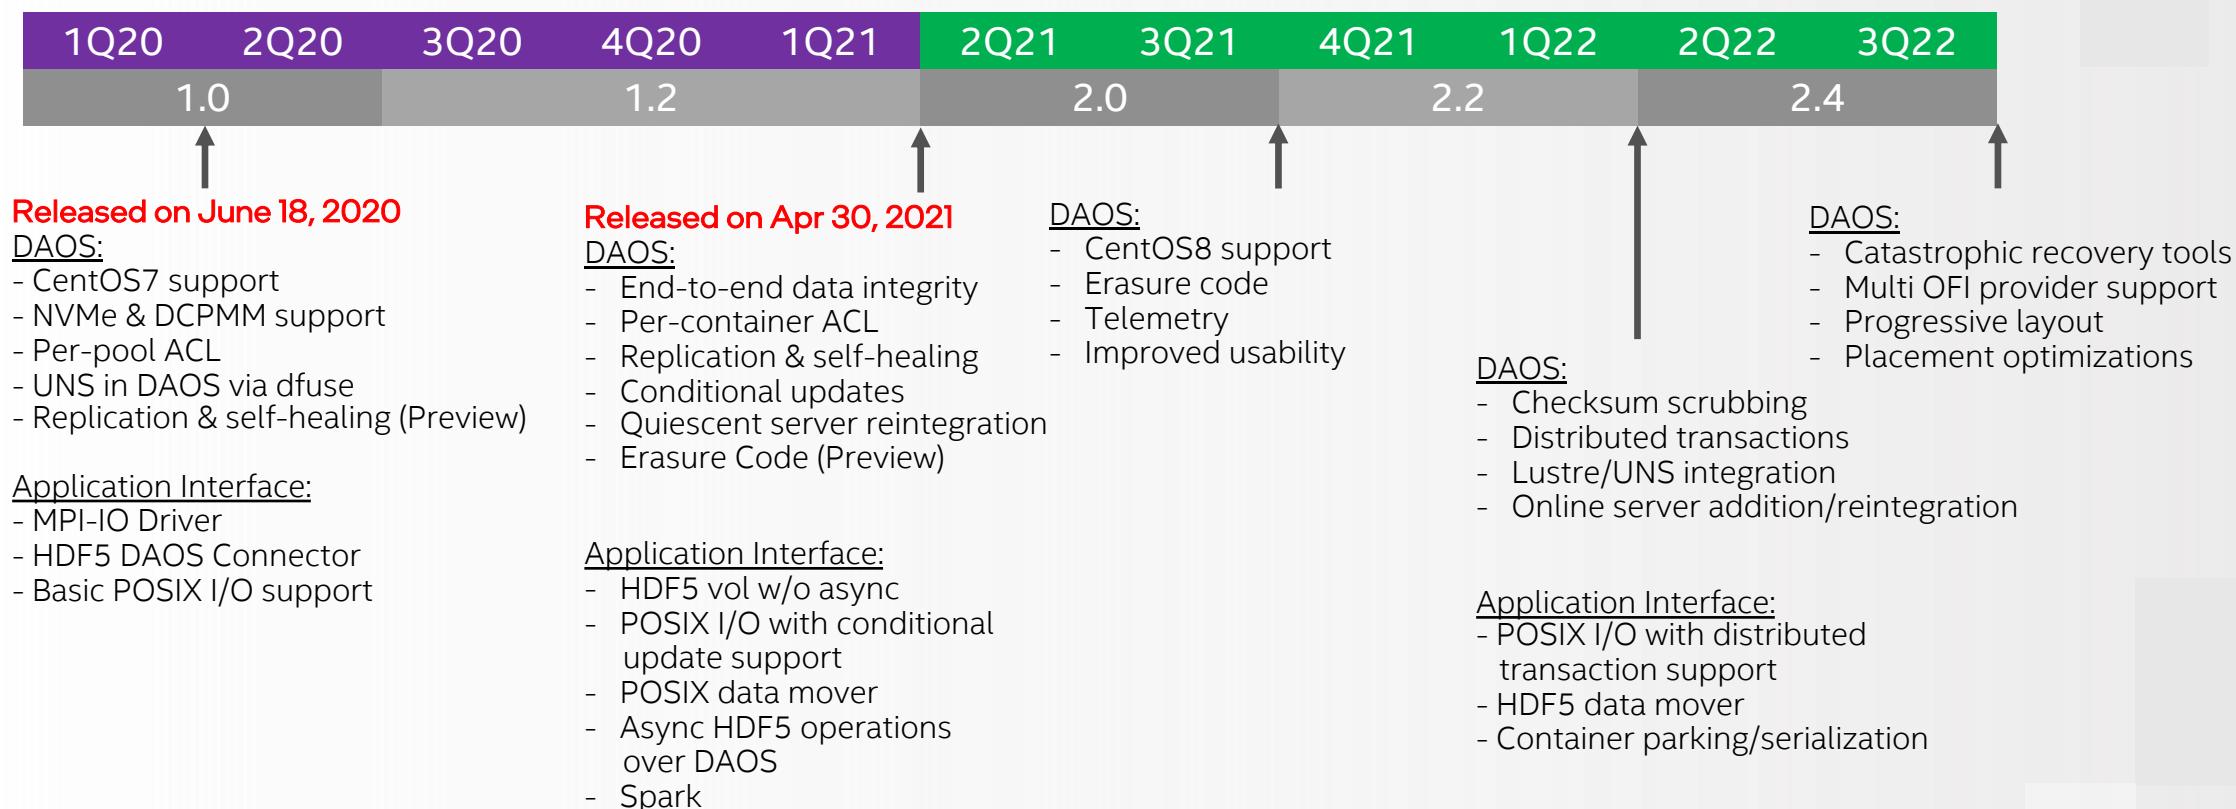 1Q20 2Q20 3Q20 4Q20 1Q21 2Q21 3Q21 4Q21 1Q22 2Q22 3Q22
1.0 1.2 2.0 2.2 2.4
Released on June 18, 2020
DAOS:
- CentOS7 support
- NVMe & DCPMM support
- Per-pool ACL
- UNS in DAOS via dfuse
- Replication & self-healing (Preview)
Application Interface:
- MPI-IO Driver
- HDF5 DAOS Connector
- Basic POSIX I/O support
Released on Apr 30, 2021
DAOS:
- End-to-end data integrity
- Per-container ACL
- Replication & self-healing
- Conditional updates
- Quiescent server reintegration
- Erasure Code (Preview)
Application Interface:
- HDF5 vol w/o async
- POSIX I/O with conditional
update support
- POSIX data mover
- Async HDF5 operations
over DAOS
- Spark
DAOS:
- CentOS8 support
- Erasure code
- Telemetry
- Improved usability
DAOS:
- Checksum scrubbing
- Distributed transactions
- Lustre/UNS integration
- Online server addition/reintegration
Application Interface:
- POSIX I/O with distributed
transaction support
- HDF5 data mover
- Container parking/serialization
DAOS:
- Catastrophic recovery tools
- Multi OFI provider support
- Progressive layout
- Placement optimizations